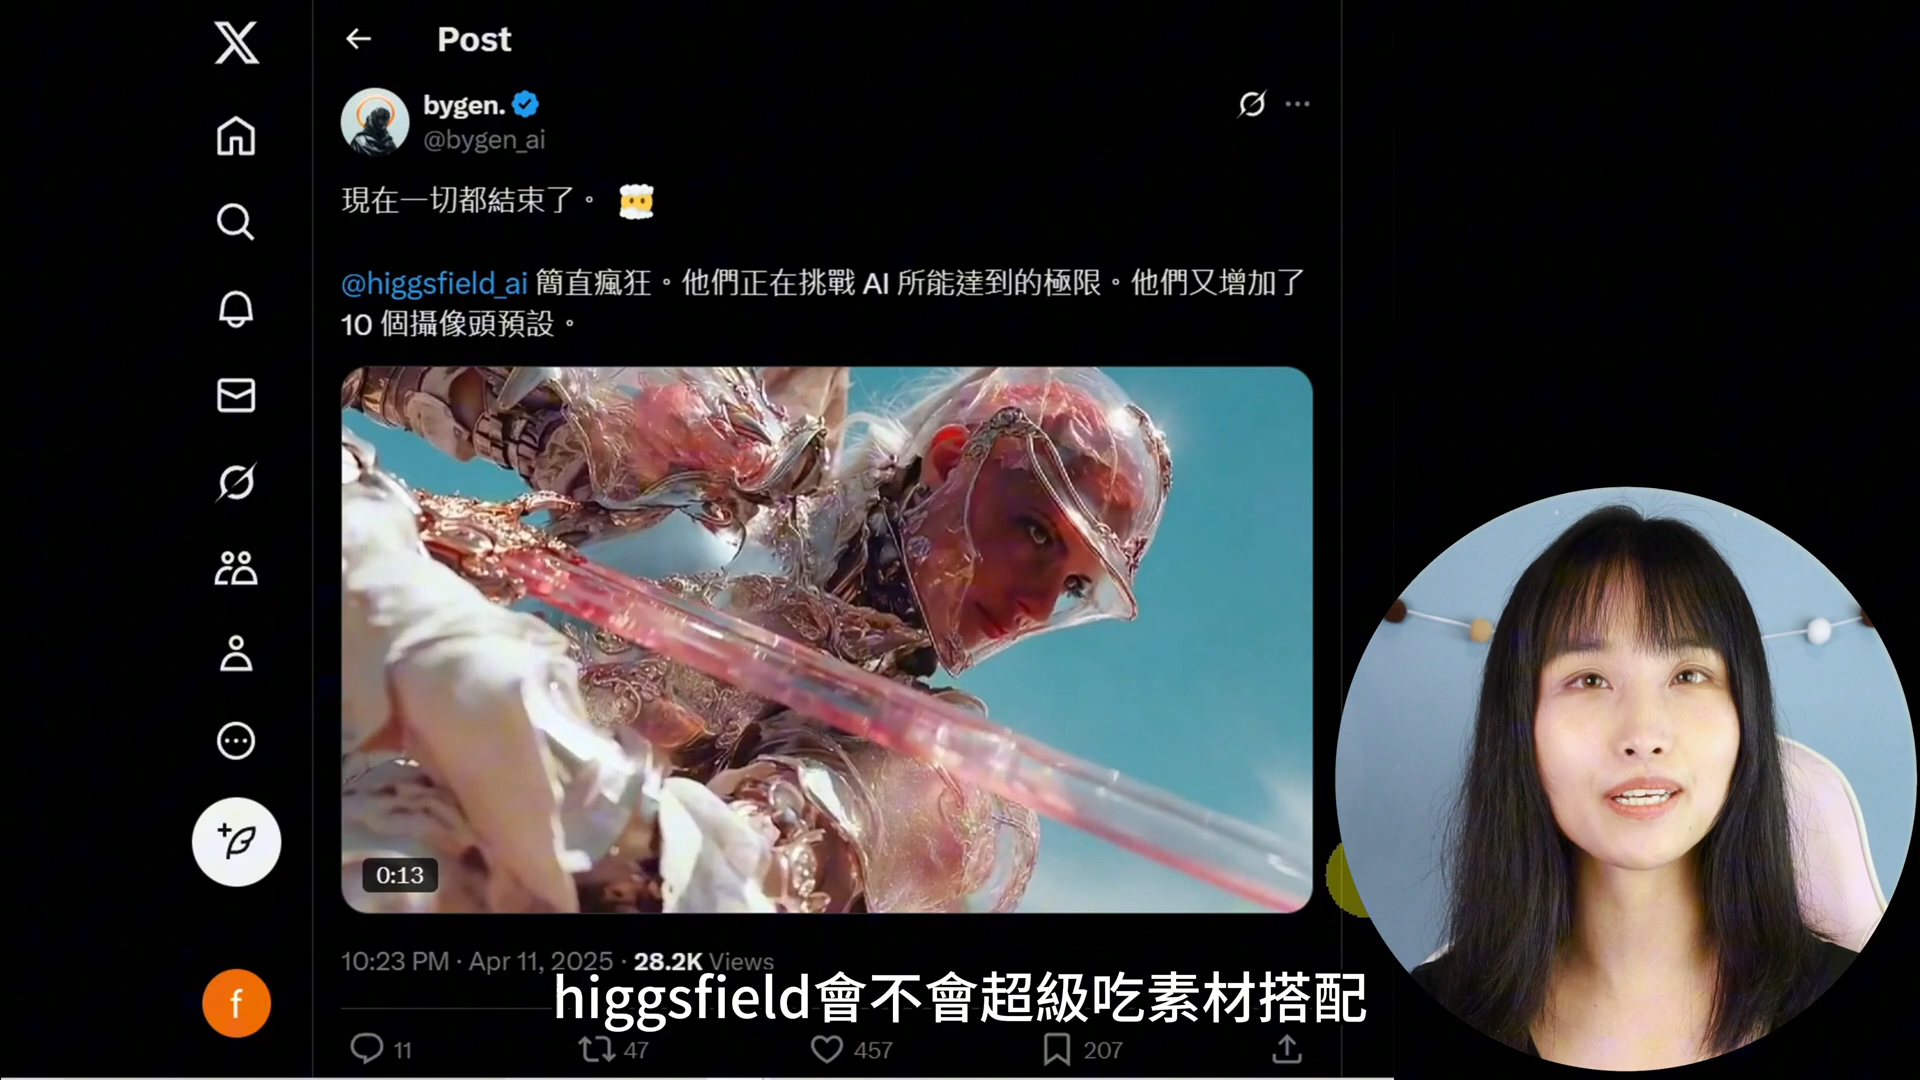 Post
bygen.
@bygen_ai
現在一切都結束了。
@higgsfield_ai 簡直瘋狂。他們正在挑戰 AI 所能達到的極限。他們又增加了
10 個攝像頭預設。
0:13
10:23 PM · Apr 11, 2025 · 28.2K Views
higgsfield會不會超級吃素材搭配
f
11
47
457
207